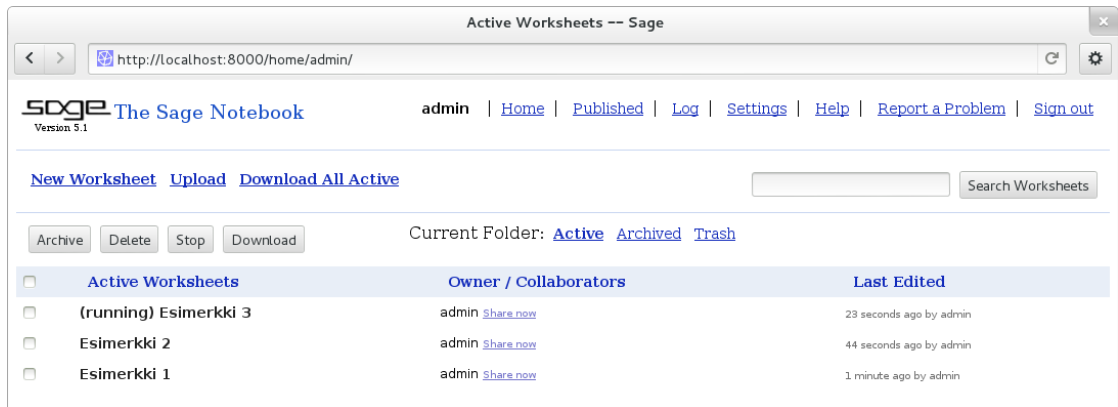 Active Worksheets -- Sage
http://localhost:8000/home/admin/
sage The Sage Notebook admin | Home | Published | Log | Settings | Help | Report a Problem | Sign out
Version 5.1
New Worksheet Upload Download All Active Search Worksheets
Archive Delete Stop Download Current Folder: Active Archived Trash
Active Worksheets Owner / Collaborators Last Edited
(running) Esimerkki 3 admin Share now 23 seconds ago by admin
Esimerkki 2 admin Share now 44 seconds ago by admin
Esimerkki 1 admin Share now 1 minute ago by admin